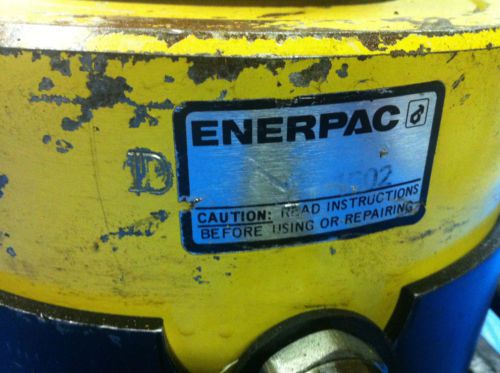 ENERPAC
D
CAUTION: READ INSTRUCTIONS
BEFORE USING OR REPAIRING